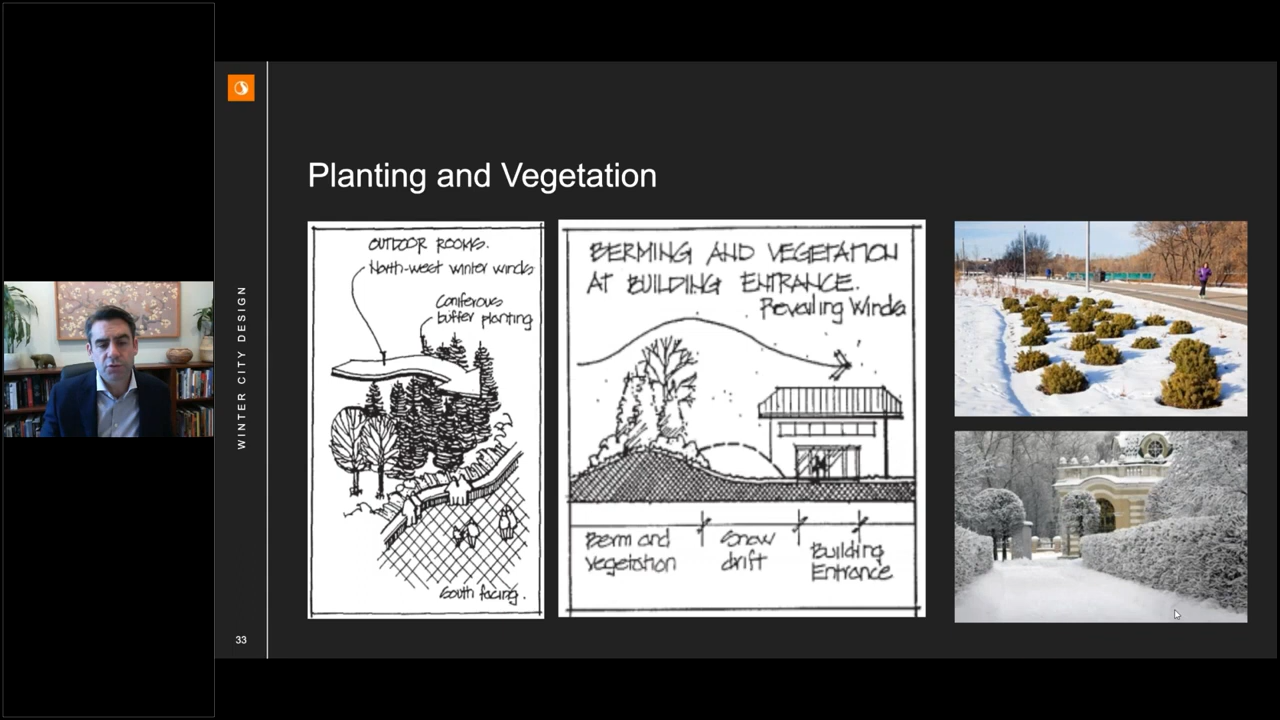 Planting and Vegetation
OUTDOOR ROOMS.
North-west winter winds
Coniferous
buffer planting
South facing.
BERMING AND VEGETATION
AT BUILDING ENTRANCE.
Prevailing Winds
Berm and
vegetation
Snow
drift
Building
Entrance
WINTER CITY DESIGN
33